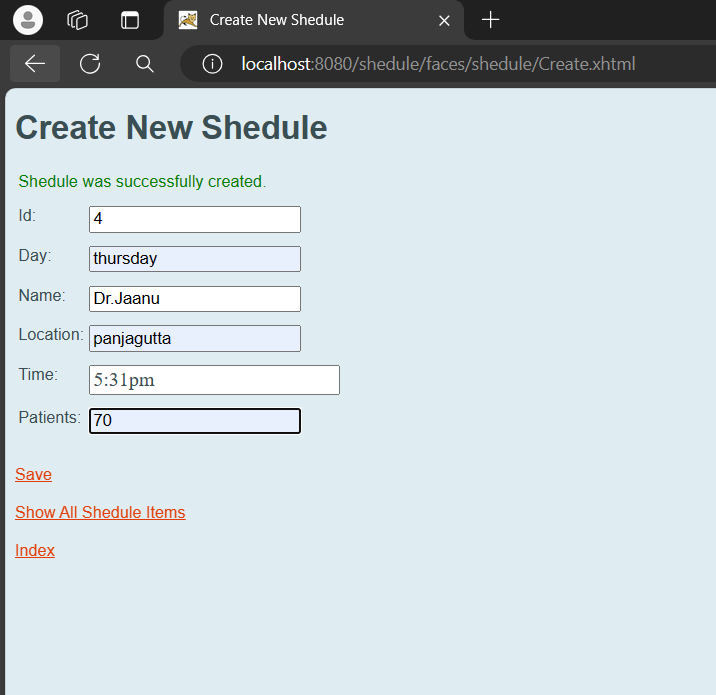 Create New Shedule
localhost:8080/shedule/faces/shedule/Create.xhtml
Create New Shedule
Shedule was successfully created.
Id: 4
Day: thursday
Name: Dr.Jaanu
Location: panjagutta
Time: 5:31pm
Patients: 70
Save
Show All Shedule Items
Index